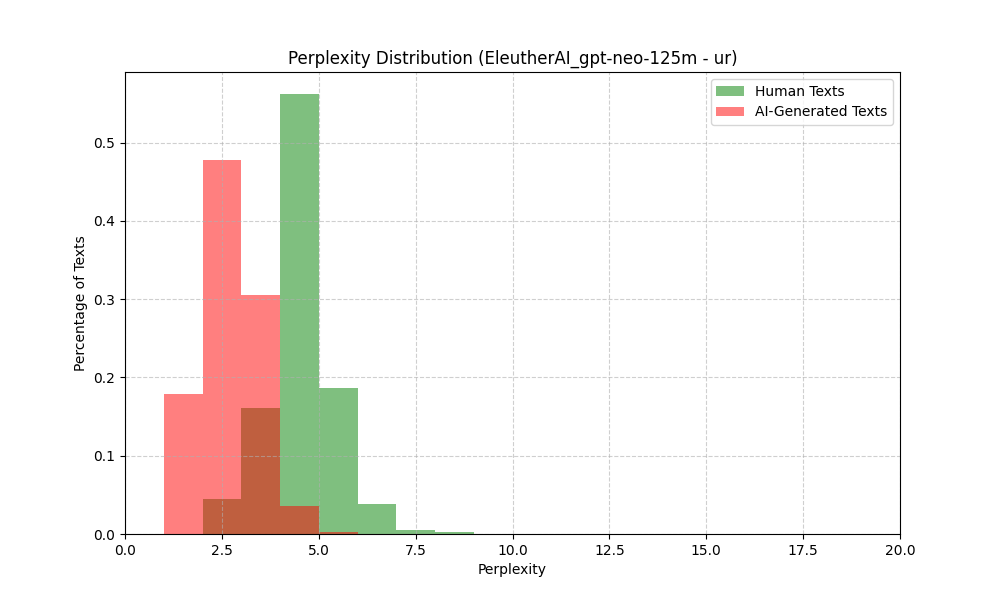 Perplexity Distribution (EleutherAI_gpt-neo-125m - ur)
Human Texts
AI-Generated Texts
Percentage of Texts
0.5
0.4
0.3
0.2
0.1
0.0
0.0 2.5 5.0 7.5 10.0 12.5 15.0 17.5 20.0
Perplexity